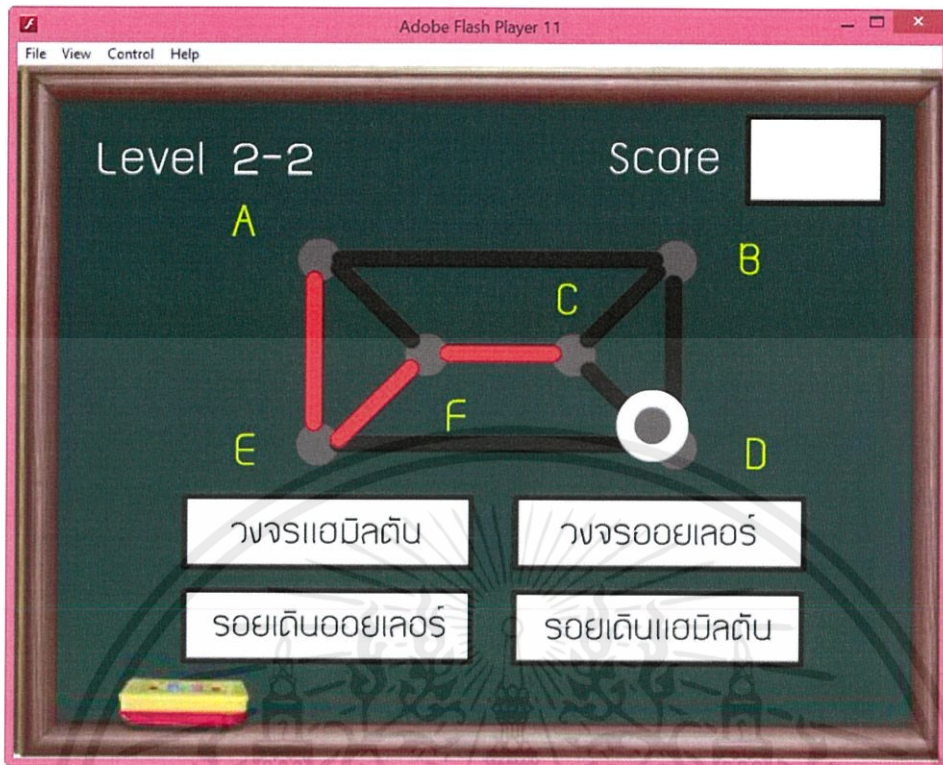 Adobe Flash Player 11
File View Control Help
Level 2-2
Score
A
B
C
F
E
D
วงจรแฮมิลตัน
วงจรออยเลอร์
รอยเดินออยเลอร์
รอยเดินแฮมิลตัน